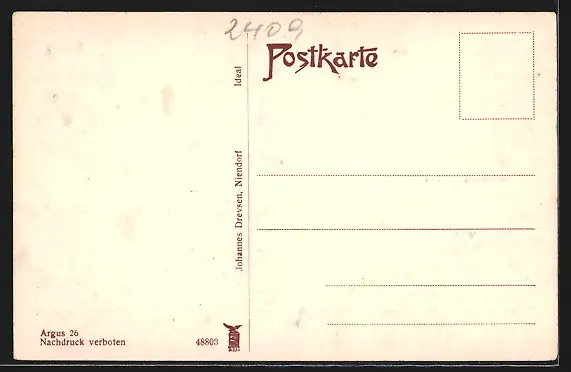 2409
Postkarte
Johannes Drevsen, Niendorf
Ideal
Argus 26
Nachdruck verboten
48803